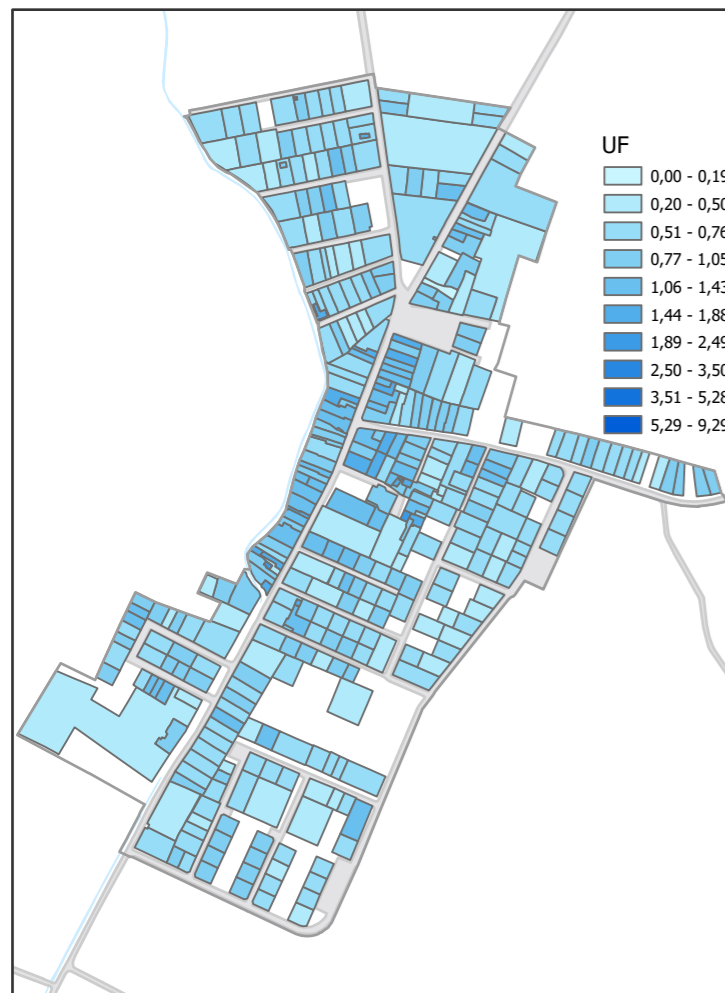 UF
0,00 - 0,19
0,20 - 0,50
0,51 - 0,76
0,77 - 1,05
1,06 - 1,43
1,44 - 1,88
1,89 - 2,49
2,50 - 3,50
3,51 - 5,28
5,29 - 9,29